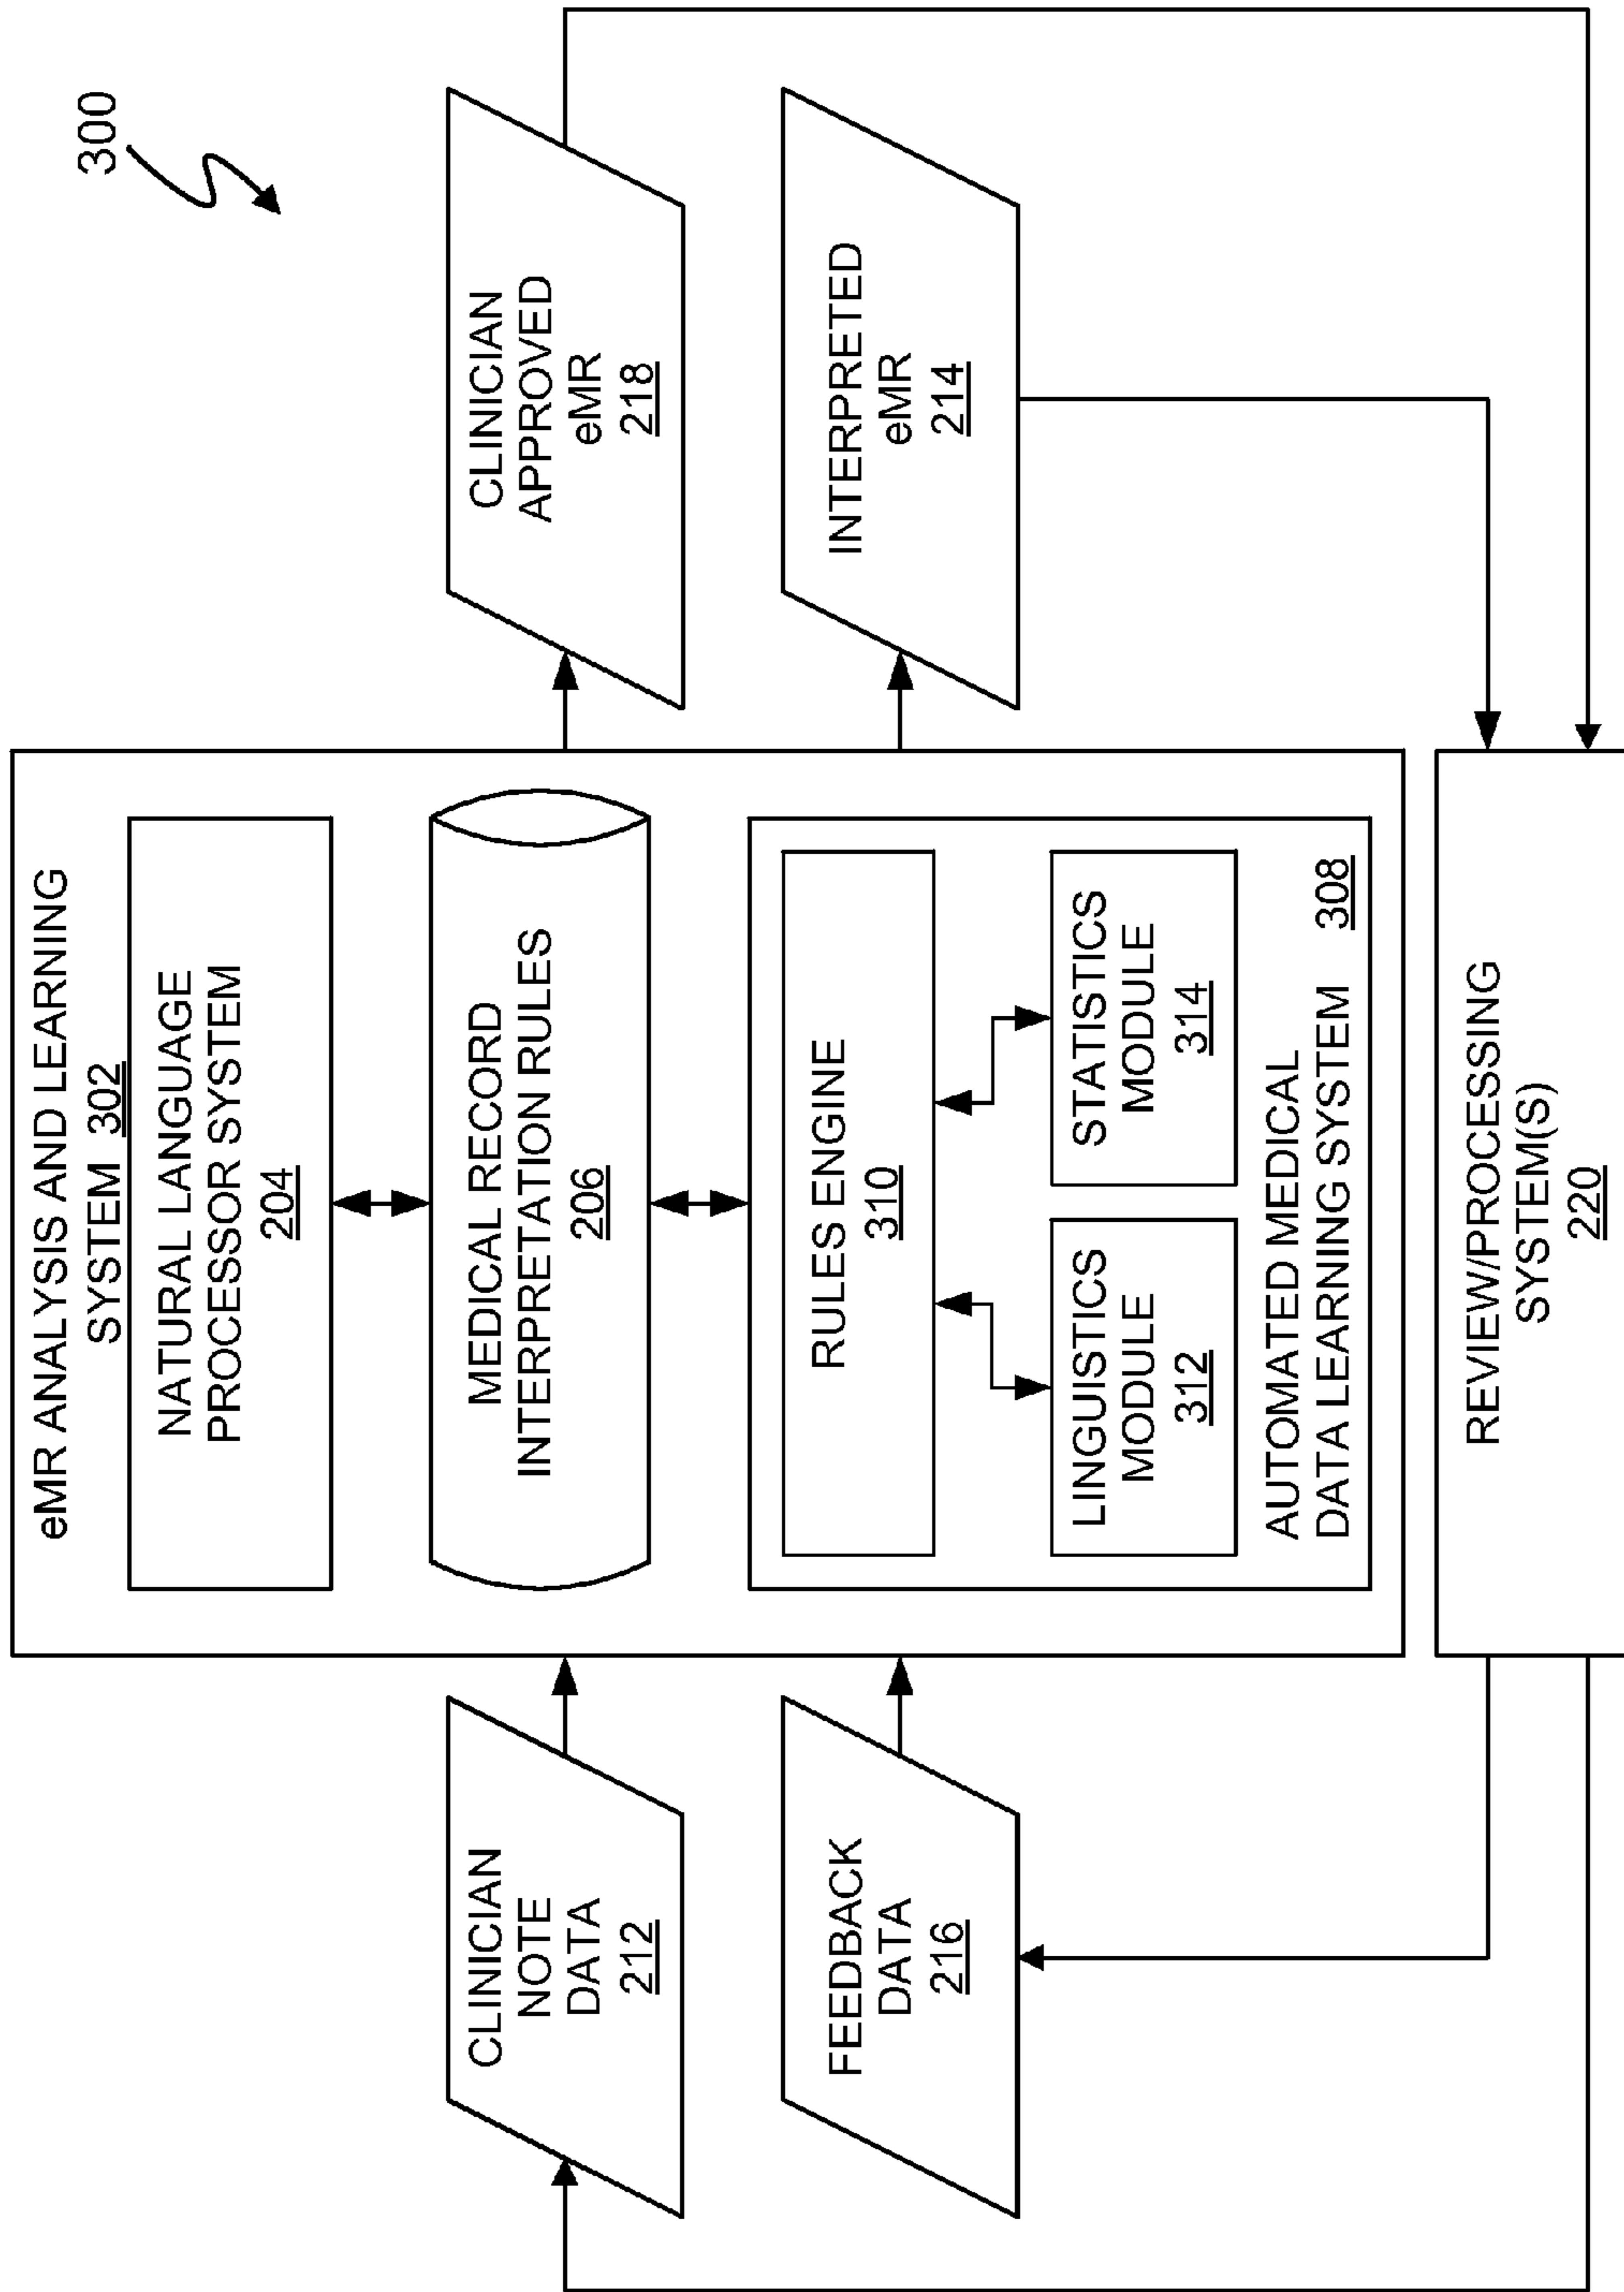 300
eMR ANALYSIS AND LEARNING
SYSTEM 302
NATURAL LANGUAGE
PROCESSOR SYSTEM
204
CLINICIAN
NOTE
DATA
212
MEDICAL RECORD
INTERPRETATION RULES
206
CLINICIAN
APPROVED
eMR
218
FEEDBACK
DATA
216
RULES ENGINE
310
INTERPRETED
eMR
214
LINGUISTICS
MODULE
312
STATISTICS
MODULE
314
AUTOMATED MEDICAL
DATA LEARNING SYSTEM 308
REVIEW/PROCESSING
SYSTEM(S)
220